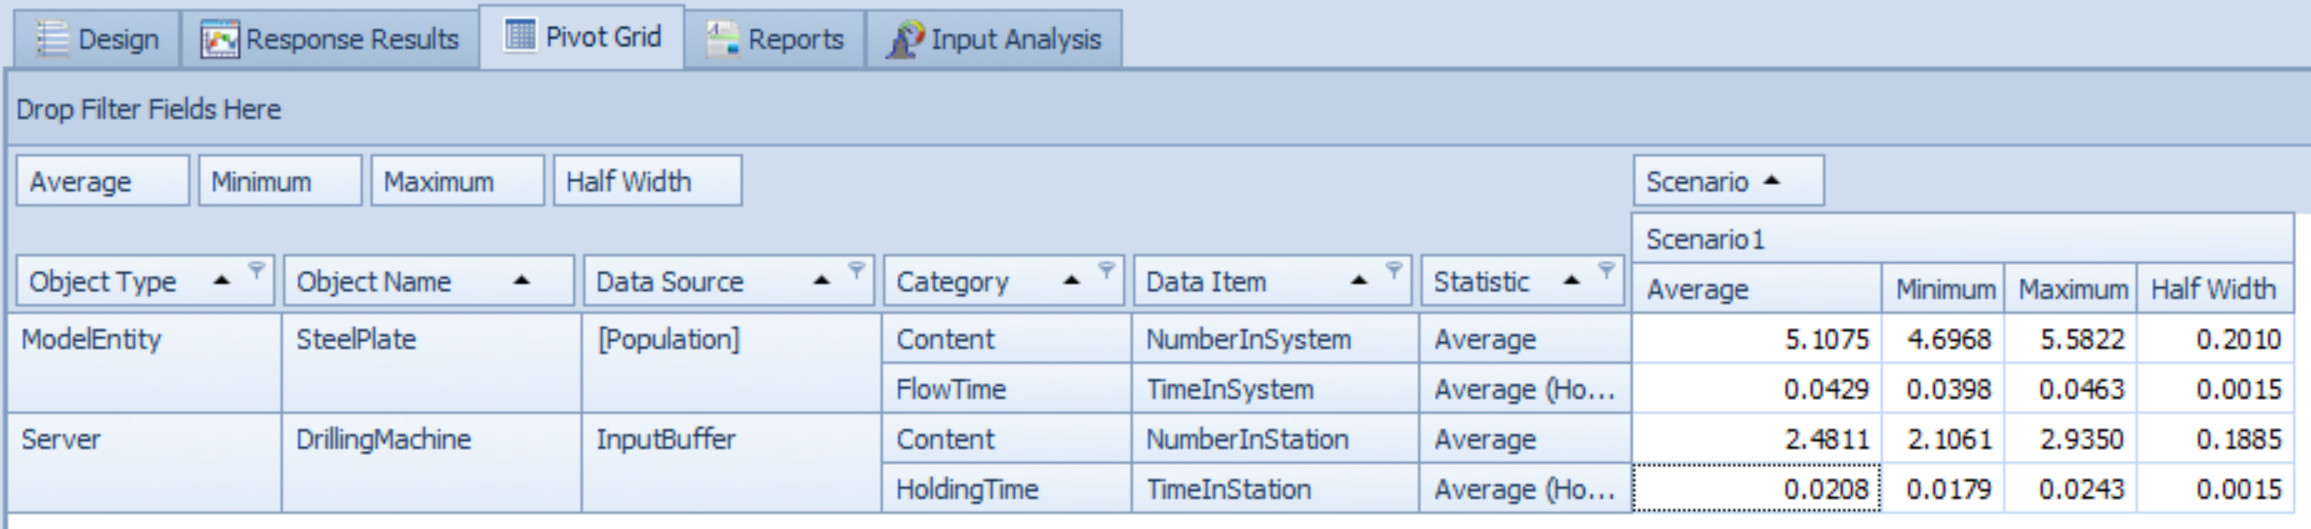 Design Response Results Pivot Grid Reports Input Analysis
Drop Filter Fields Here
Average Minimum Maximum Half Width Scenario
Scenario1
Object Type Object Name Data Source Category Data Item Statistic Average Minimum Maximum Half Width
ModelEntity SteelPlate [Population] Content NumberInSystem Average 5.1075 4.6968 5.5822 0.2010
FlowTime TimeInSystem Average (Ho... 0.0429 0.0398 0.0463 0.0015
Server DrillingMachine InputBuffer Content NumberInStation Average 2.4811 2.1061 2.9350 0.1885
HoldingTime TimeInStation Average (Ho... 0.0208 0.0179 0.0243 0.0015